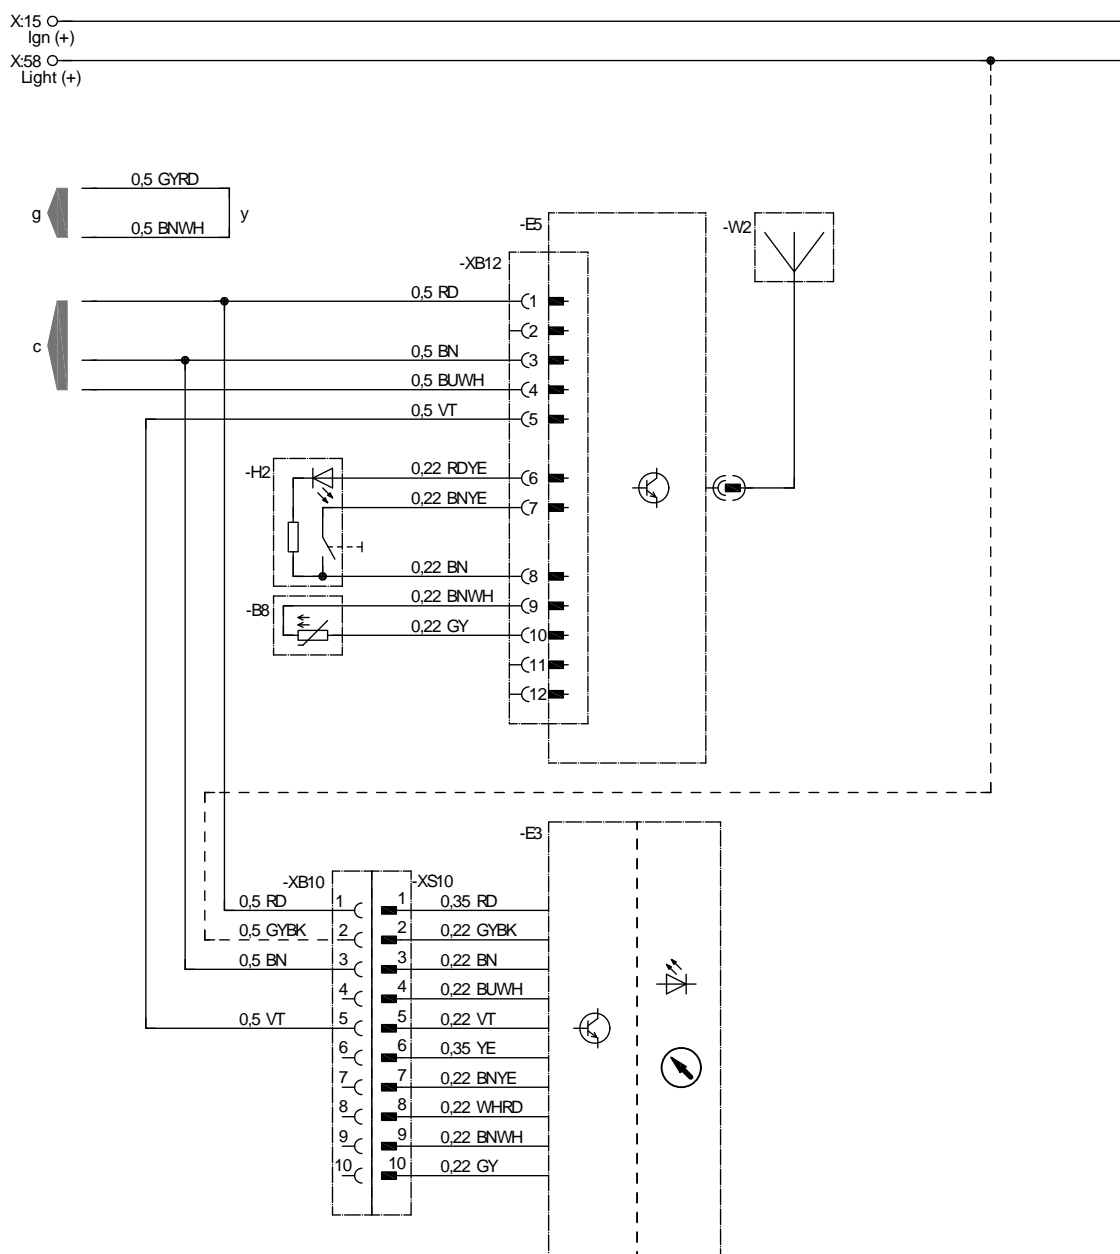 X:15
Ign (+)
X:58
Light (+)
0,5 GYRD
g
y
0,5 BNWH
-E5
-W2
-XB12
0,5 RD
1
2
c
0,5 BN
3
0,5 BUWH
4
0,5 VT
5
-H2
0,22 RDYE
6
0,22 BNYE
7
0,22 BN
8
-B8
0,22 BNWH
9
0,22 GY
10
11
12
-E3
-XB10
-XS10
0,5 RD
1
1
0,35 RD
0,5 GYBK
2
2
0,22 GYBK
0,5 BN
3
3
0,22 BN
4
4
0,22 BUWH
0,5 VT
5
5
0,22 VT
6
6
0,35 YE
7
7
0,22 BNYE
8
8
0,22 WHRD
9
9
0,22 BNWH
10
10
0,22 GY